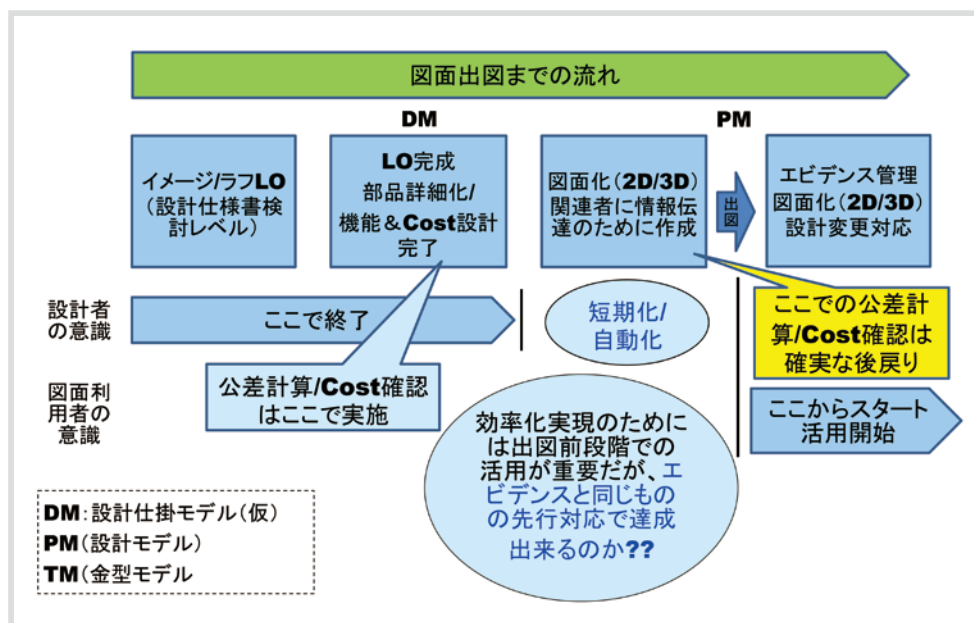 図面出図までの流れ
DM
PM
イメージ/ラフLO
(設計仕様書検
討レベル)
LO完成
部品詳細化/
機能&Cost設計
完了
図面化(2D/3D)
関連者に情報伝
達のために作成
出図
エビデンス管理
図面化(2D/3D)
設計変更対応
設計者
の意識
ここで終了
短期化/
自動化
ここでの公差計
算/Cost確認は
確実な後戻り
公差計算/Cost確認
はここで実施
図面利
用者の
意識
効率化実現のために
は出図前段階での
活用が重要だが、エ
ビデンスと同じもの
の先行対応で達成
出来るのか??
ここからスタート
活用開始
DM:設計仕掛モデル(仮)
PM(設計モデル)
TM(金型モデル